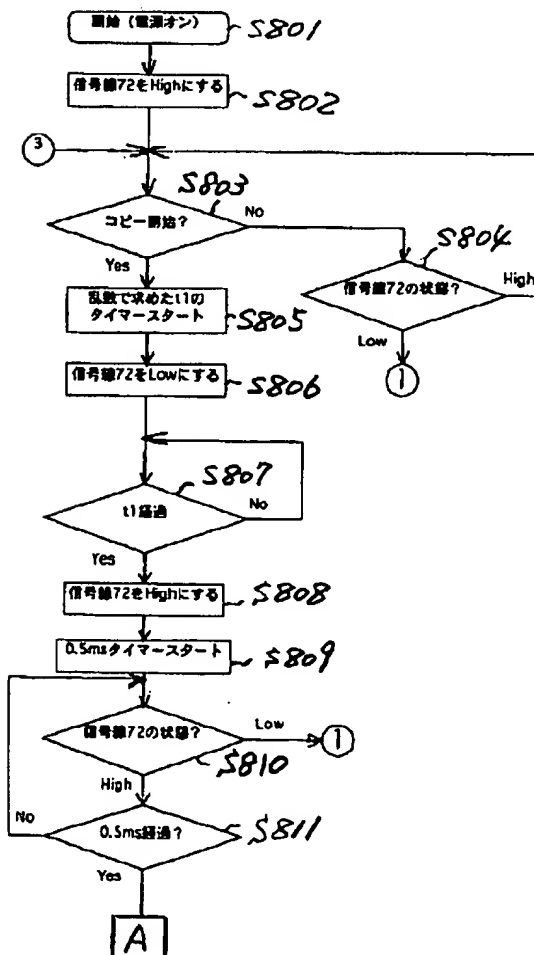 開始（電源オン）
S801
信号線72をHighにする
S802
3
コピー開始？
S803
No
Yes
信号線72の状態？
S804
High
Low
1
乱数で求めたt1の
タイマースタート
S805
信号線72をLowにする
S806
t1経過
S807
No
Yes
信号線72をHighにする
S808
0.5msタイマースタート
S809
信号線72の状態？
S810
Low
1
High
0.5ms経過？
S811
No
Yes
A